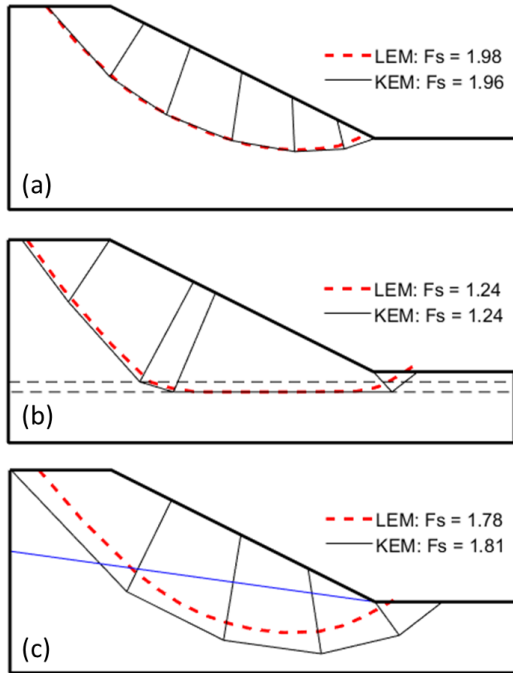 LEM: Fs = 1.98
KEM: Fs = 1.96
(a)
LEM: Fs = 1.24
KEM: Fs = 1.24
(b)
LEM: Fs = 1.78
KEM: Fs = 1.81
(c)